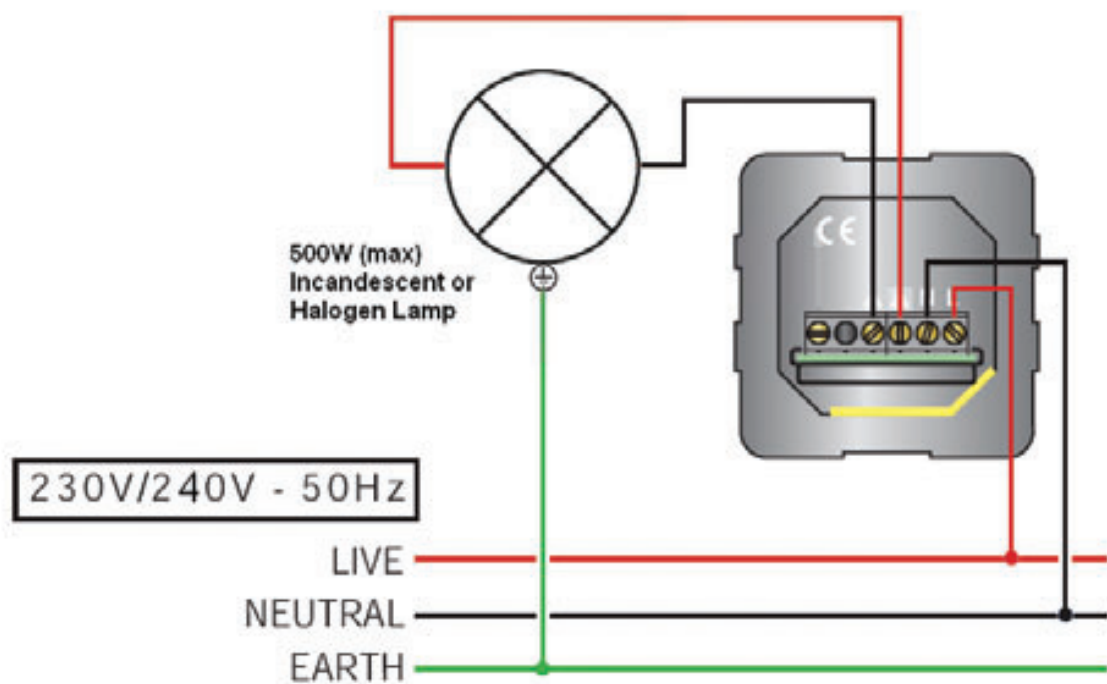 500W (max)
Incandescent or
Halogen Lamp
CE
230V/240V - 50Hz
LIVE
NEUTRAL
EARTH